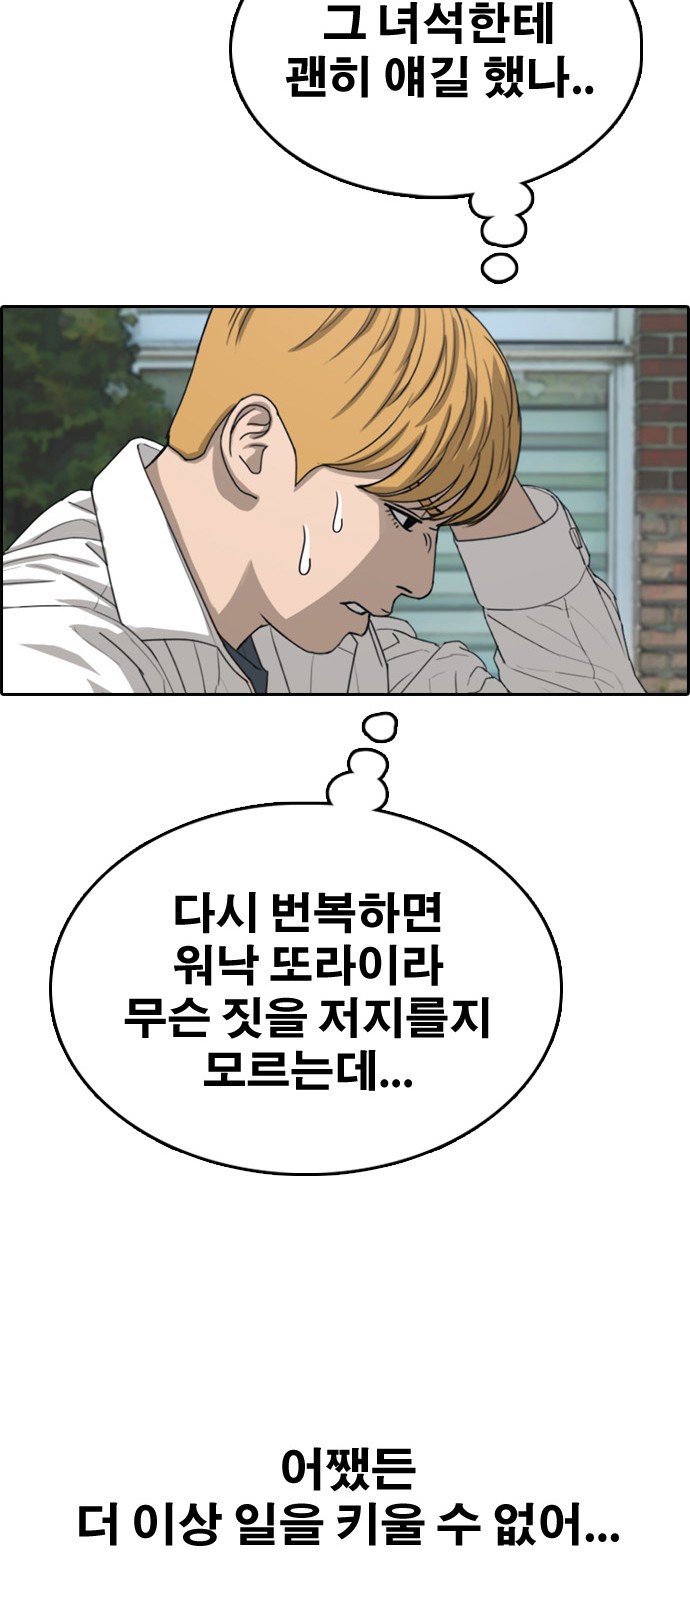 그 녀석한테
괜히 얘길 했나..
다시 번복하면
워낙 또라이라
무슨 짓을 저지를지
모르는데...
어쨌든
더 이상 일을 키울 수 없어...